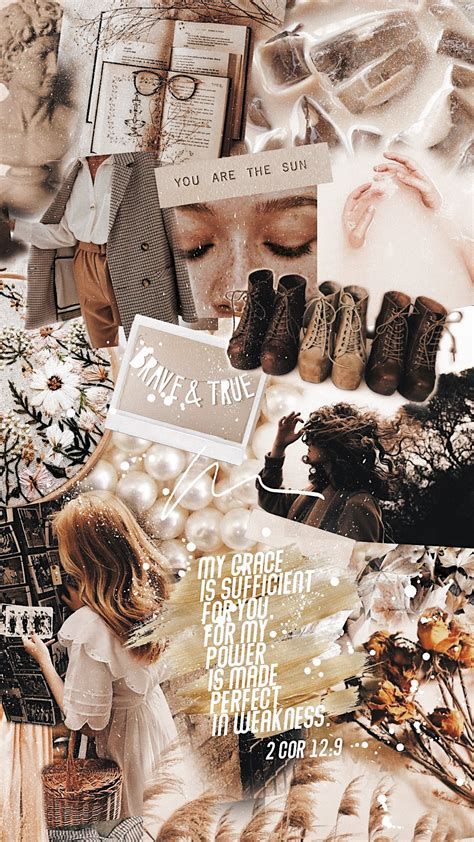 YOU ARE THE SUN
BRAVE & TRUE
MY GRACE
IS SUFFICIENT
FOR YOU,
FOR MY
POWER
IS MADE
PERFECT
IN WEAKNESS.
2 COR 12:9